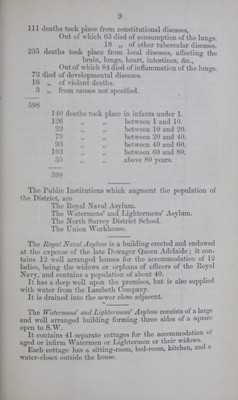 9
111 deaths took place from constitutional diseases,
Out of which 63 died of consumption of the lungs.
18 „ of other tubercular diseases.
235 deaths took place from local diseases, affecting the
brain, lungs, heart, intestines, &c.,
Out of which 84 died of inflammation of the lungs.
73 died of developmental diseases.
16 „ of violent deaths.
3 „ from causes not specified.
598
140 deaths took place in infants under 1.
126 „ „ between 1 and 10.
22 „ „ between 10 and 20.
79 „ „ between 20 and 40.
93 „ „ between 40 and 60.
103 „ „ between 60 and 80.
35 „ „ above 80 years.
598
The Public Institutions which augment the population of
the District, are
The Royal Naval Asylum.
The Watermens' and Lightermens' Asylum.
The North Surrey District School.
The Union Workhouse.
The Royal Naval Asylum is a building erected and endowed
at the expense of the late Dowager Queen Adelaide; it con-
tains 12 well arranged houses for the accommodation of 12
ladies, being the widows or orphans of officers of the Royal
Navy, and contains a population of about 40.
It has a deep well upon the premises, but is also supplied
with water from the Lambeth Company.
It is drained into the sewer close adjacent.
The Watermens' and Lightermens' Asylum consists of a large
and well arranged building forming three sides of a square
open to S.W.
It contains 41 separate cottages for the accommodation of
aged or infirm Watermen or Lightermen or their widows.
Each cottage has a sitting-room, bed-room, kitchen, and a
water-closet outside the house.